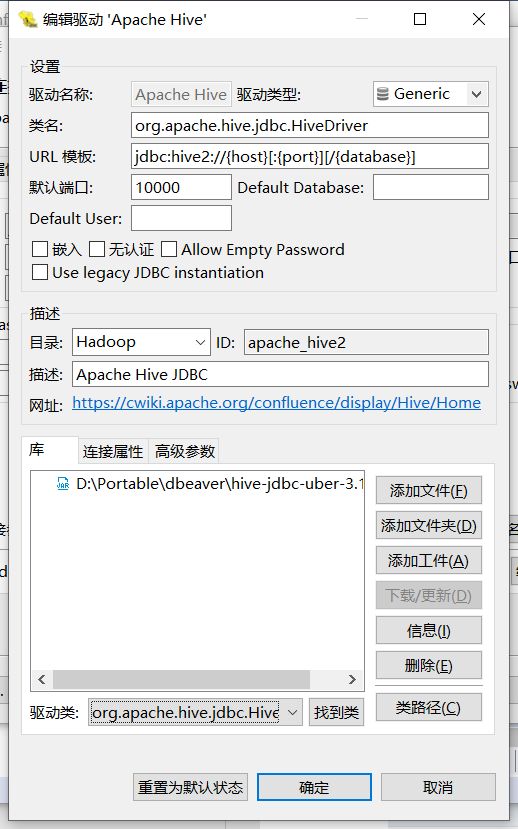 编辑驱动 'Apache Hive'
设置
驱动名称: Apache Hive 驱动类型: Generic
类名: org.apache.hive.jdbc.HiveDriver
URL 模板: jdbc:hive2://{host}[:{port}][/{database}]
默认端口: 10000 Default Database:
Default User:
嵌入 无认证 Allow Empty Password
Use legacy JDBC instantiation
描述
目录: Hadoop ID: apache_hive2
描述: Apache Hive JDBC
网址: https://cwiki.apache.org/confluence/display/Hive/Home
库 连接属性 高级参数
D:\Portable\dbeaver\hive-jdbc-uber-3.1
添加文件(F)
添加文件夹(D)
添加工件(A)
下载/更新(D)
信息(I)
删除(E)
类路径(C)
驱动类: org.apache.hive.jdbc.Hive 找到类
重置为默认状态 确定 取消